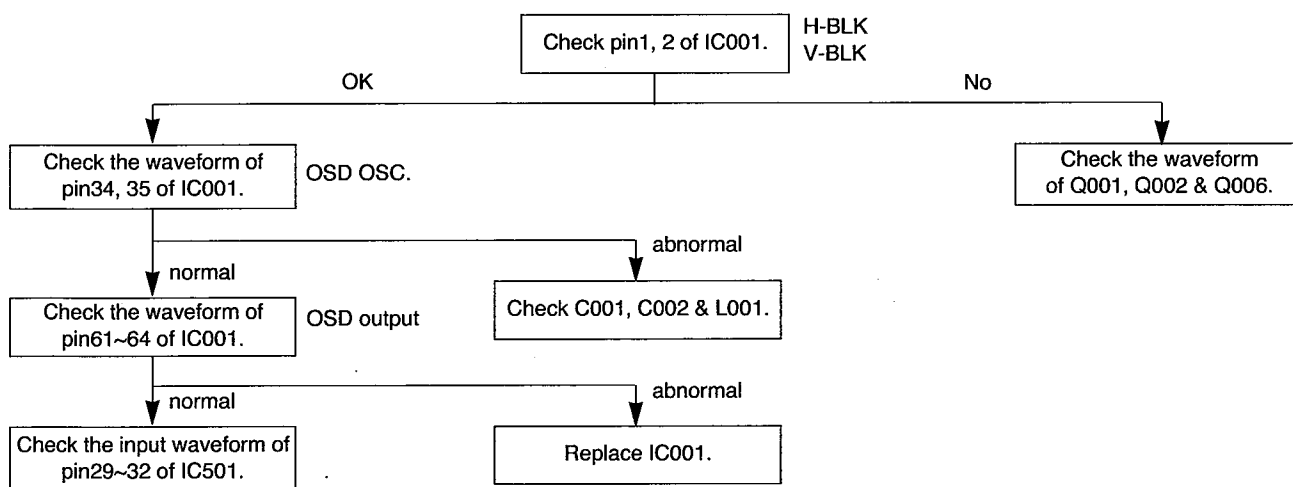 Check pin1, 2 of IC001.
H-BLK
V-BLK
OK
No
Check the waveform of
pin34, 35 of IC001.
OSD OSC.
Check the waveform
of Q001, Q002 & Q006.
normal
abnormal
Check the waveform of
pin61~64 of IC001.
OSD output
Check C001, C002 & L001.
normal
abnormal
Check the input waveform of
pin29~32 of IC501.
Replace IC001.